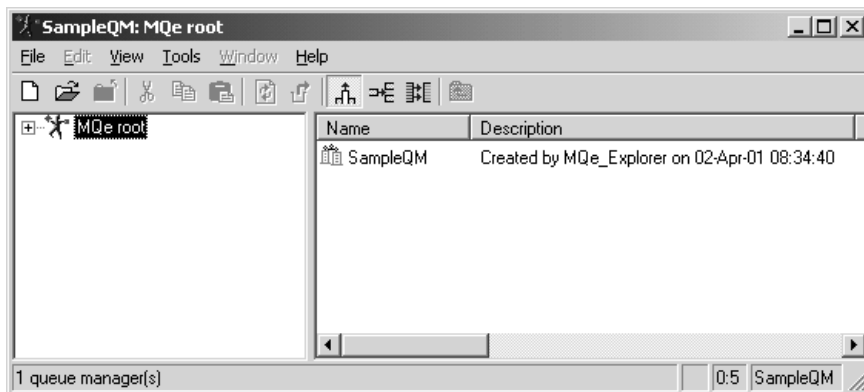 SampleQM: MQe root
File Edit View Tools Window Help
MQe root
Name Description
SampleQM Created by MQe_Explorer on 02-Apr-01 08:34:40
1 queue manager(s) 0:5 SampleQM